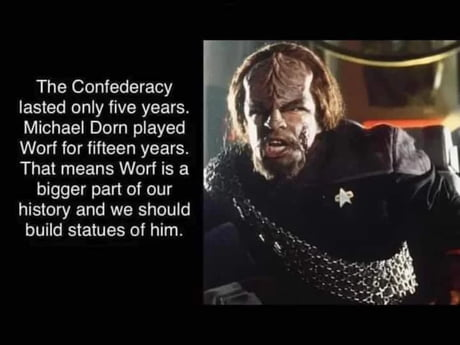 The Confederacy
lasted only five years.
Michael Dorn played
Worf for fifteen years.
That means Worf is a
bigger part of our
history and we should
build statues of him.